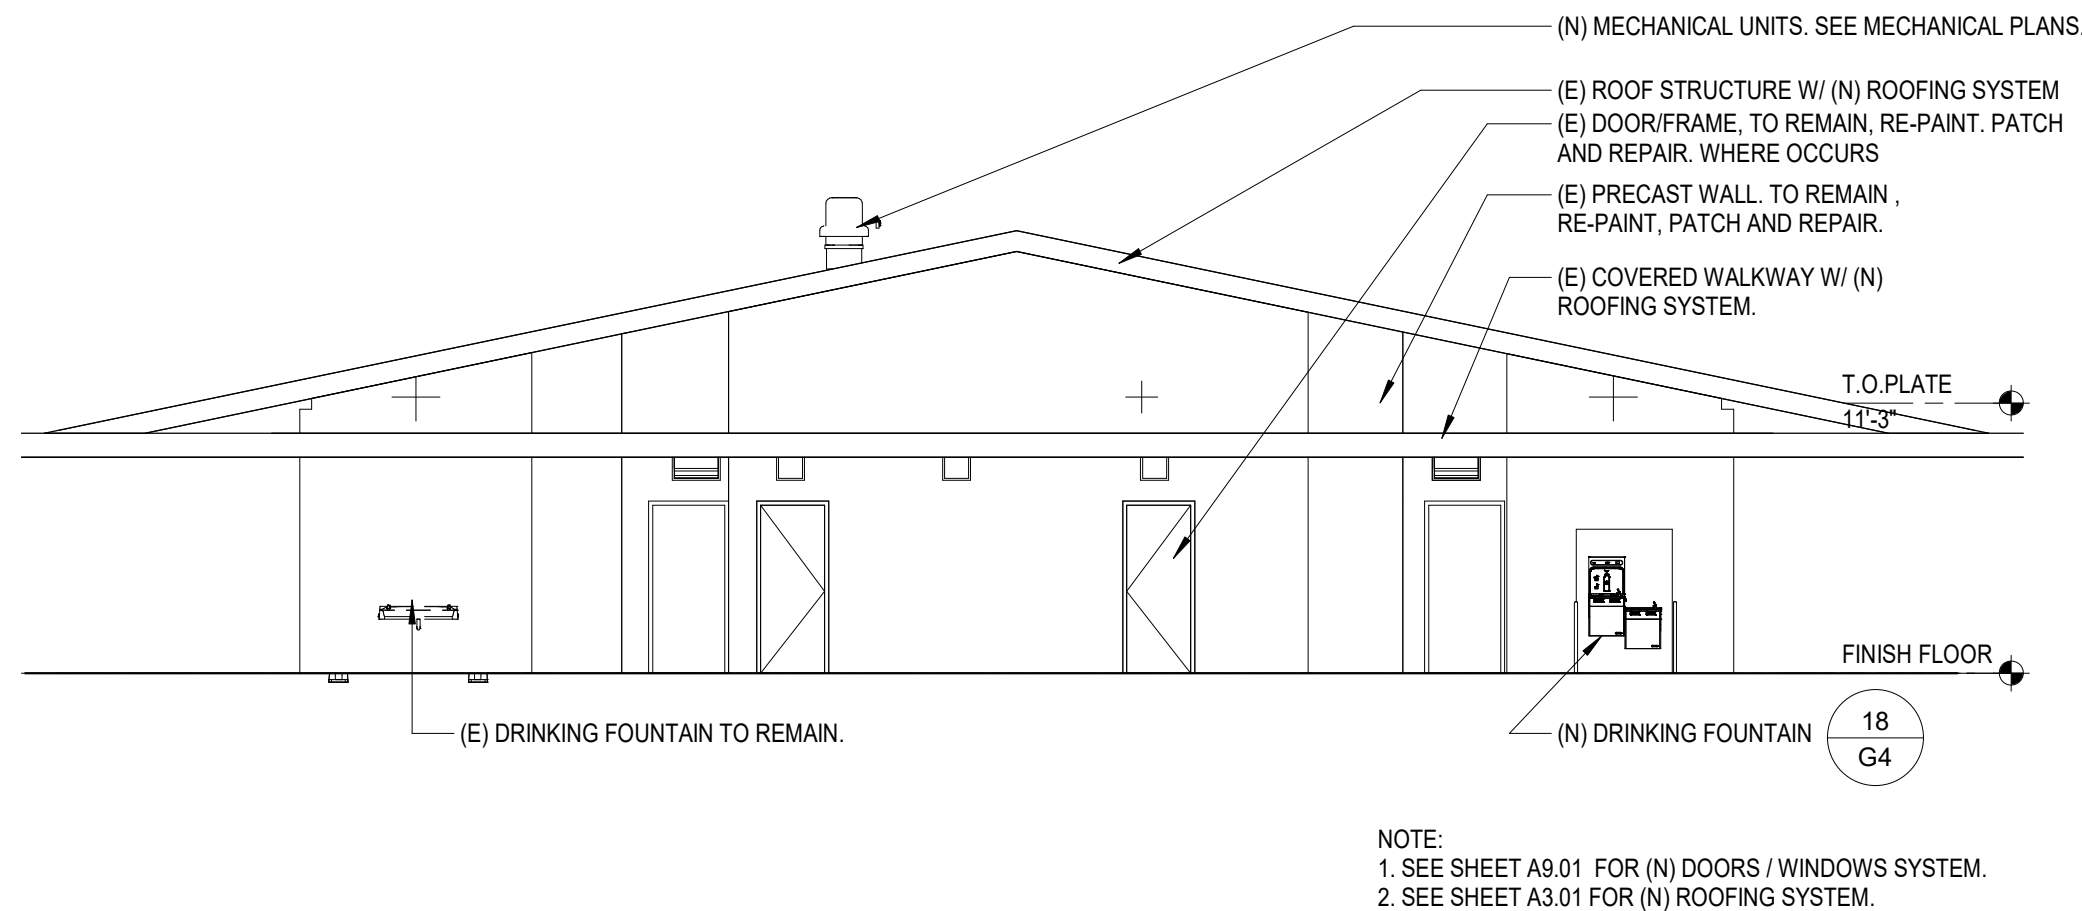 (N) MECHANICAL UNITS. SEE MECHANICAL PLANS.
(E) ROOF STRUCTURE W/ (N) ROOFING SYSTEM
(E) DOOR/FRAME, TO REMAIN, RE-PAINT. PATCH
AND REPAIR. WHERE OCCURS
(E) PRECAST WALL. TO REMAIN ,
RE-PAINT, PATCH AND REPAIR.
(E) COVERED WALKWAY W/ (N)
ROOFING SYSTEM.
T.O.PLATE
11'-3"
FINISH FLOOR
(E) DRINKING FOUNTAIN TO REMAIN.
(N) DRINKING FOUNTAIN
18
G4
NOTE:
1. SEE SHEET A9.01 FOR (N) DOORS / WINDOWS SYSTEM.
2. SEE SHEET A3.01 FOR (N) ROOFING SYSTEM.